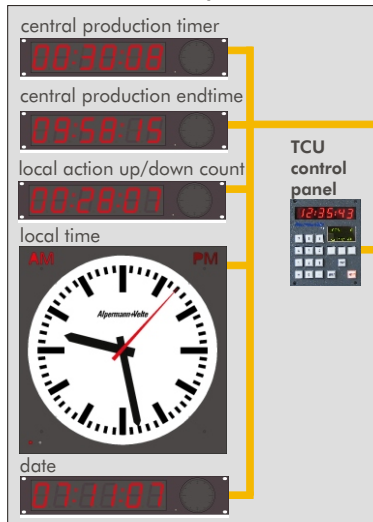 central production timer
00:30:08
central production endtime
09:58:15
local action up/down count
00:28:07
TCU
control
panel
12:35:43
local time
AM PM
Alpermann+Velte
date
07:11:07